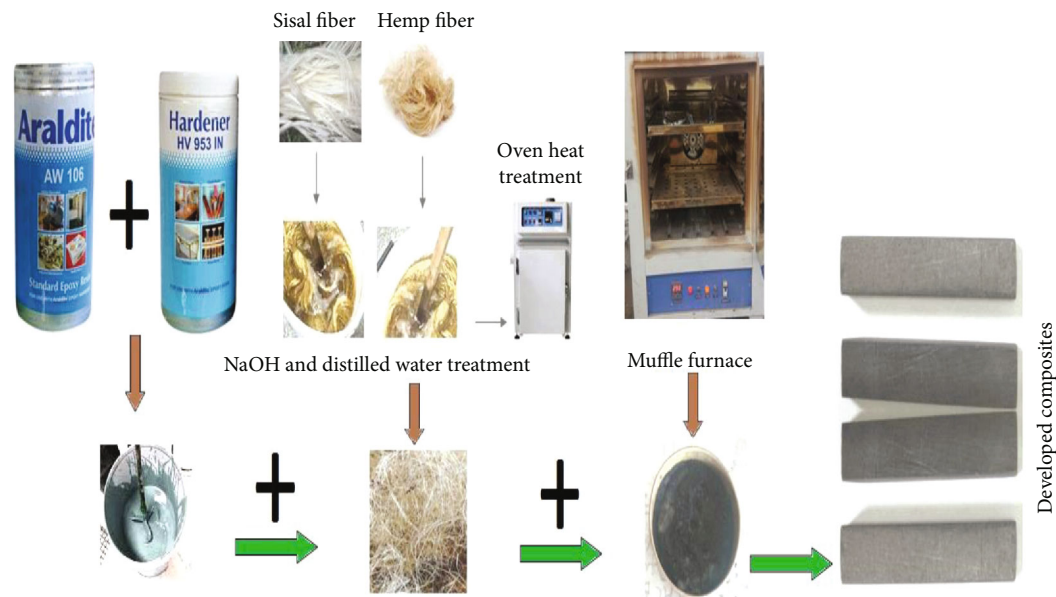 Sisal fiber
Hemp fiber
Araldite
AW 106
Hardener
HV 953 IN
Oven heat
treatment
Standard Epoxy
NaOH and distilled water treatment
Muffle furnace
Developed composites